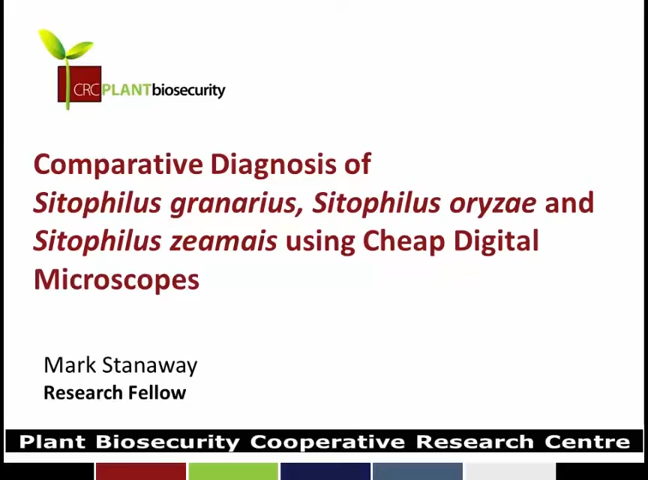 CRCPLANTbiosecurity
Comparative Diagnosis of
Sitophilus granarius, Sitophilus oryzae and
Sitophilus zeamais using Cheap Digital
Microscopes
Mark Stanaway
Research Fellow
Plant Biosecurity Cooperative Research Centre